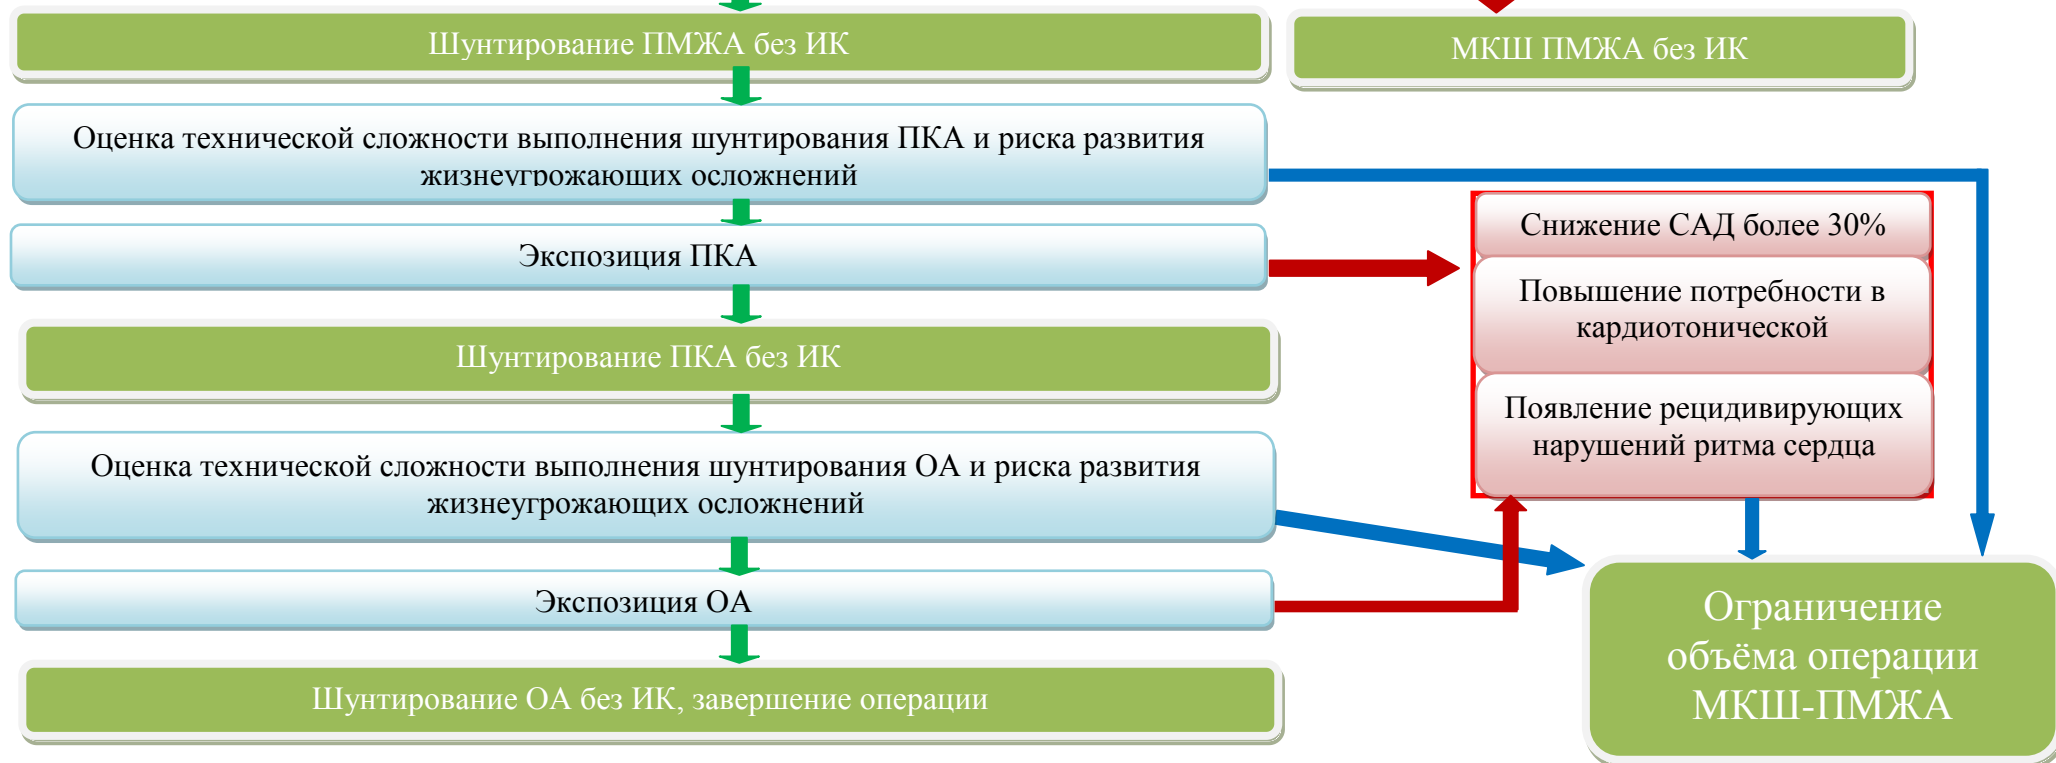 Шунтирование ПМЖА без ИК
МКШ ПМЖА без ИК
Оценка технической сложности выполнения шунтирования ПКА и риска развития
жизнеугрожающих осложнений
Экспозиция ПКА
Снижение САД более 30%
Повышение потребности в
кардиотонической
Шунтирование ПКА без ИК
Появление рецидивирующих
нарушений ритма сердца
Оценка технической сложности выполнения шунтирования ОА и риска развития
жизнеугрожающих осложнений
Экспозиция ОА
Ограничение
объёма операции
МКШ-ПМЖА
Шунтирование ОА без ИК, завершение операции